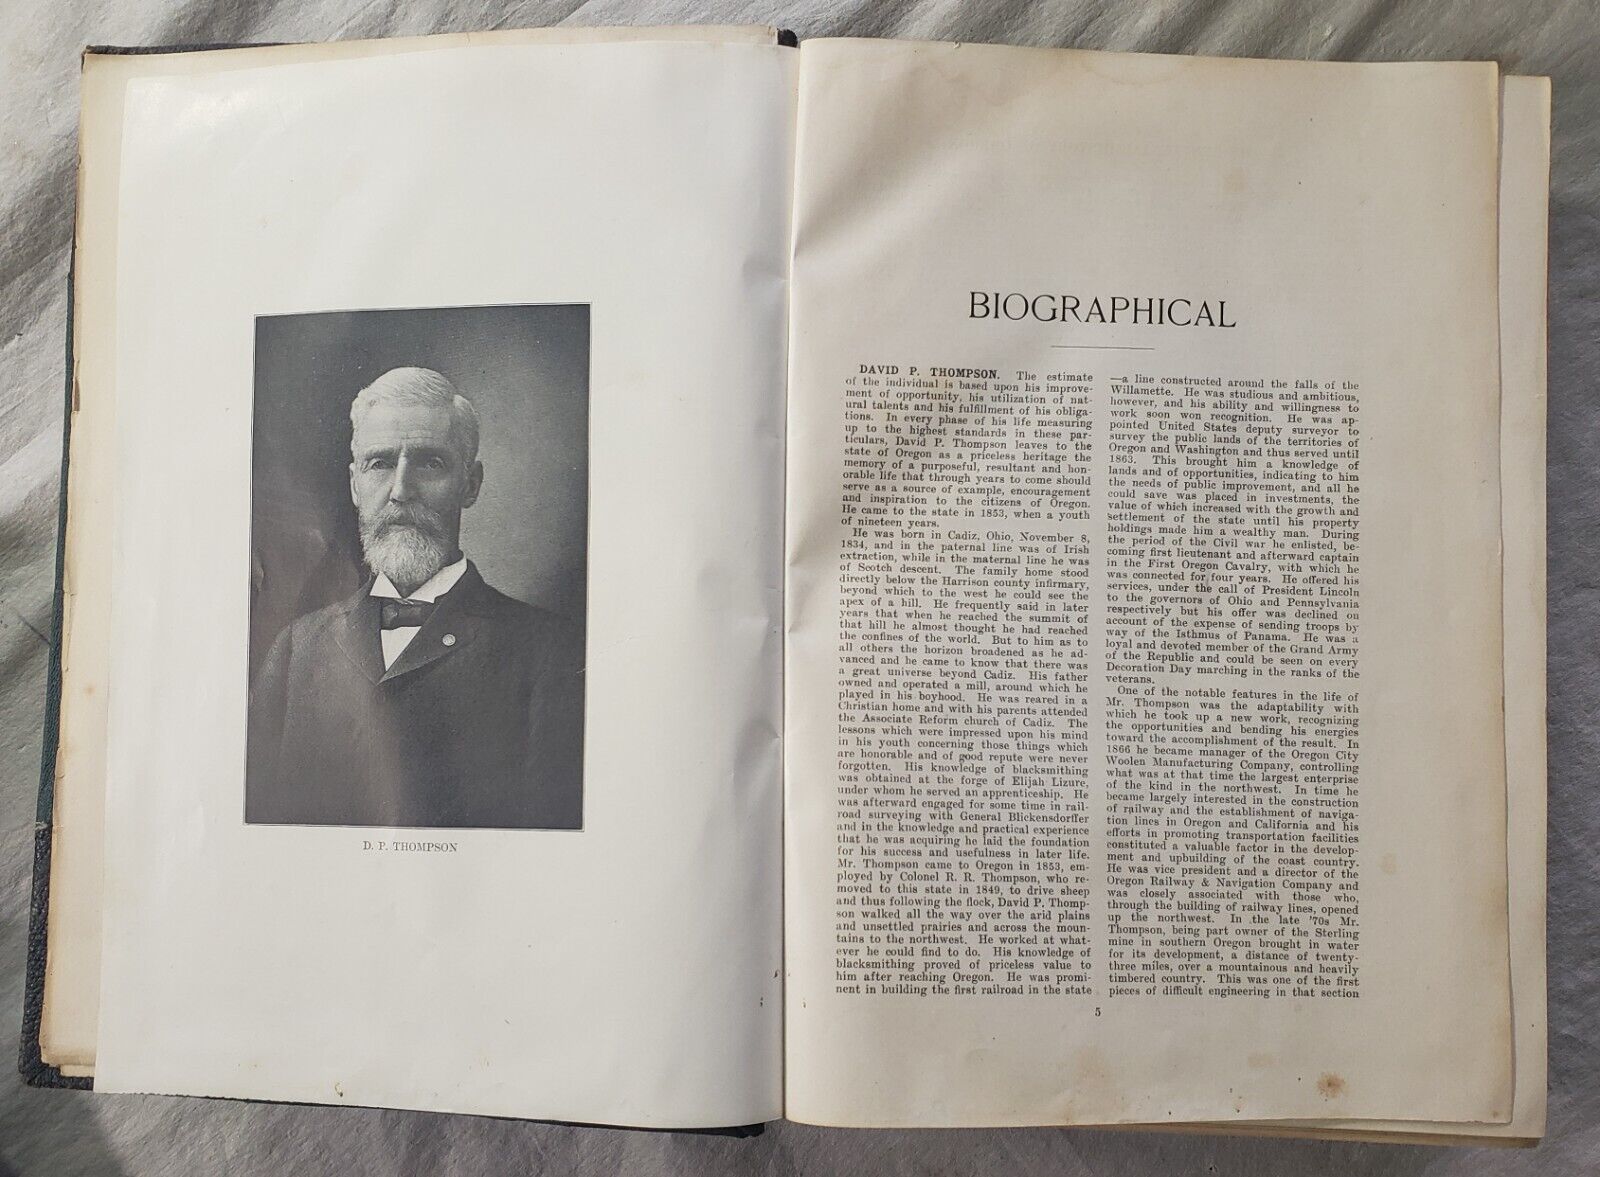 D. P. THOMPSON
BIOGRAPHICAL
DAVID P. THOMPSON. The estimate
of the individual is based upon his improve-
ment of opportunity, his utilization of nat-
ural talents and his fulfillment of his obliga-
tions. In every phase of his life measuring
up to the highest standards in these par-
ticulars, David P. Thompson leaves to the
state of Oregon as a priceless heritage the
memory of a purposeful, resultant and hon-
orable life that through years to come should
serve as a source of example, encouragement
and inspiration to the citizens of Oregon.
He came to the state in 1853, when a youth
of nineteen years.
He was born in Cadiz, Ohio, November 8,
1834, and in the paternal line was of Irish
extraction, while in the maternal line he was
of Scotch descent. The family home stood
directly below the Harrison county infirmary,
beyond which to the west he could see the
apex of a hill. He frequently said in later
years that when he reached the summit of
that hill he almost thought he had reached
the confines of the world. But to him as to
all others the horizon broadened as he ad-
vanced and he came to know that there was
a great universe beyond Cadiz. His father
owned and operated a mill, around which he
played in his boyhood. He was reared in a
Christian home and with his parents attended
the Associate Reform church of Cadiz. The
lessons which were impressed upon his mind
in his youth concerning those things which
are honorable and of good repute were never
forgotten. His knowledge of blacksmithing
was obtained at the forge of Elijah Lizure,
under whom he served an apprenticeship. He
was afterward engaged for some time in rail-
road surveying with General Blickensdorffer
and in the knowledge and practical experience
that he was acquiring he laid the foundation
for his success and usefulness in later life.
Mr. Thompson came to Oregon in 1853, em-
ployed by Colonel R. R. Thompson, who re-
moved to this state in 1849, to drive sheep
and thus following the flock, David P. Thomp-
son walked all the way over the arid plains
and unsettled prairies and across the moun-
tains to the northwest. He worked at what-
ever he could find to do. His knowledge of
blacksmithing proved of priceless value to
him after reaching Oregon. He was promi-
nent in building the first railroad in the state
—a line constructed around the falls of the
Willamette. He was studious and ambitious,
however, and his ability and willingness to
work soon won recognition. He was ap-
pointed United States deputy surveyor to
survey the public lands of the territories of
Oregon and Washington and thus served until
1863. This brought him a knowledge of
lands and of opportunities, indicating to him
the needs of public improvement, and all he
could save was placed in investments, the
value of which increased with the growth and
settlement of the state until his property
holdings made him a wealthy man. During
the period of the Civil war he enlisted, be-
coming first lieutenant and afterward captain
in the First Oregon Cavalry, with which he
was connected for four years. He offered his
services, under the call of President Lincoln
to the governors of Ohio and Pennsylvania
respectively but his offer was declined on
account of the expense of sending troops by
way of the Isthmus of Panama. He was a
loyal and devoted member of the Grand Army
of the Republic and could be seen on every
Decoration Day marching in the ranks of the
veterans.
One of the notable features in the life of
Mr. Thompson was the adaptability with
which he took up a new work, recognizing
the opportunities and bending his energies
toward the accomplishment of the result. In
1866 he became manager of the Oregon City
Woolen Manufacturing Company, controlling
what was at that time the largest enterprise
of the kind in the northwest. In time he
became largely interested in the construction
of railway and the establishment of naviga-
tion lines in Oregon and California and his
efforts in promoting transportation facilities
constituted a valuable factor in the develop-
ment and upbuilding of the coast country.
He was vice president and a director of the
Oregon Railway & Navigation Company and
was closely associated with those who,
through the building of railway lines, opened
up the northwest. In the late '70s Mr.
Thompson, being part owner of the Sterling
mine in southern Oregon brought in water
for its development, a distance of twenty-
three miles, over a mountainous and heavily
timbered country. This was one of the first
pieces of difficult engineering in that section
5